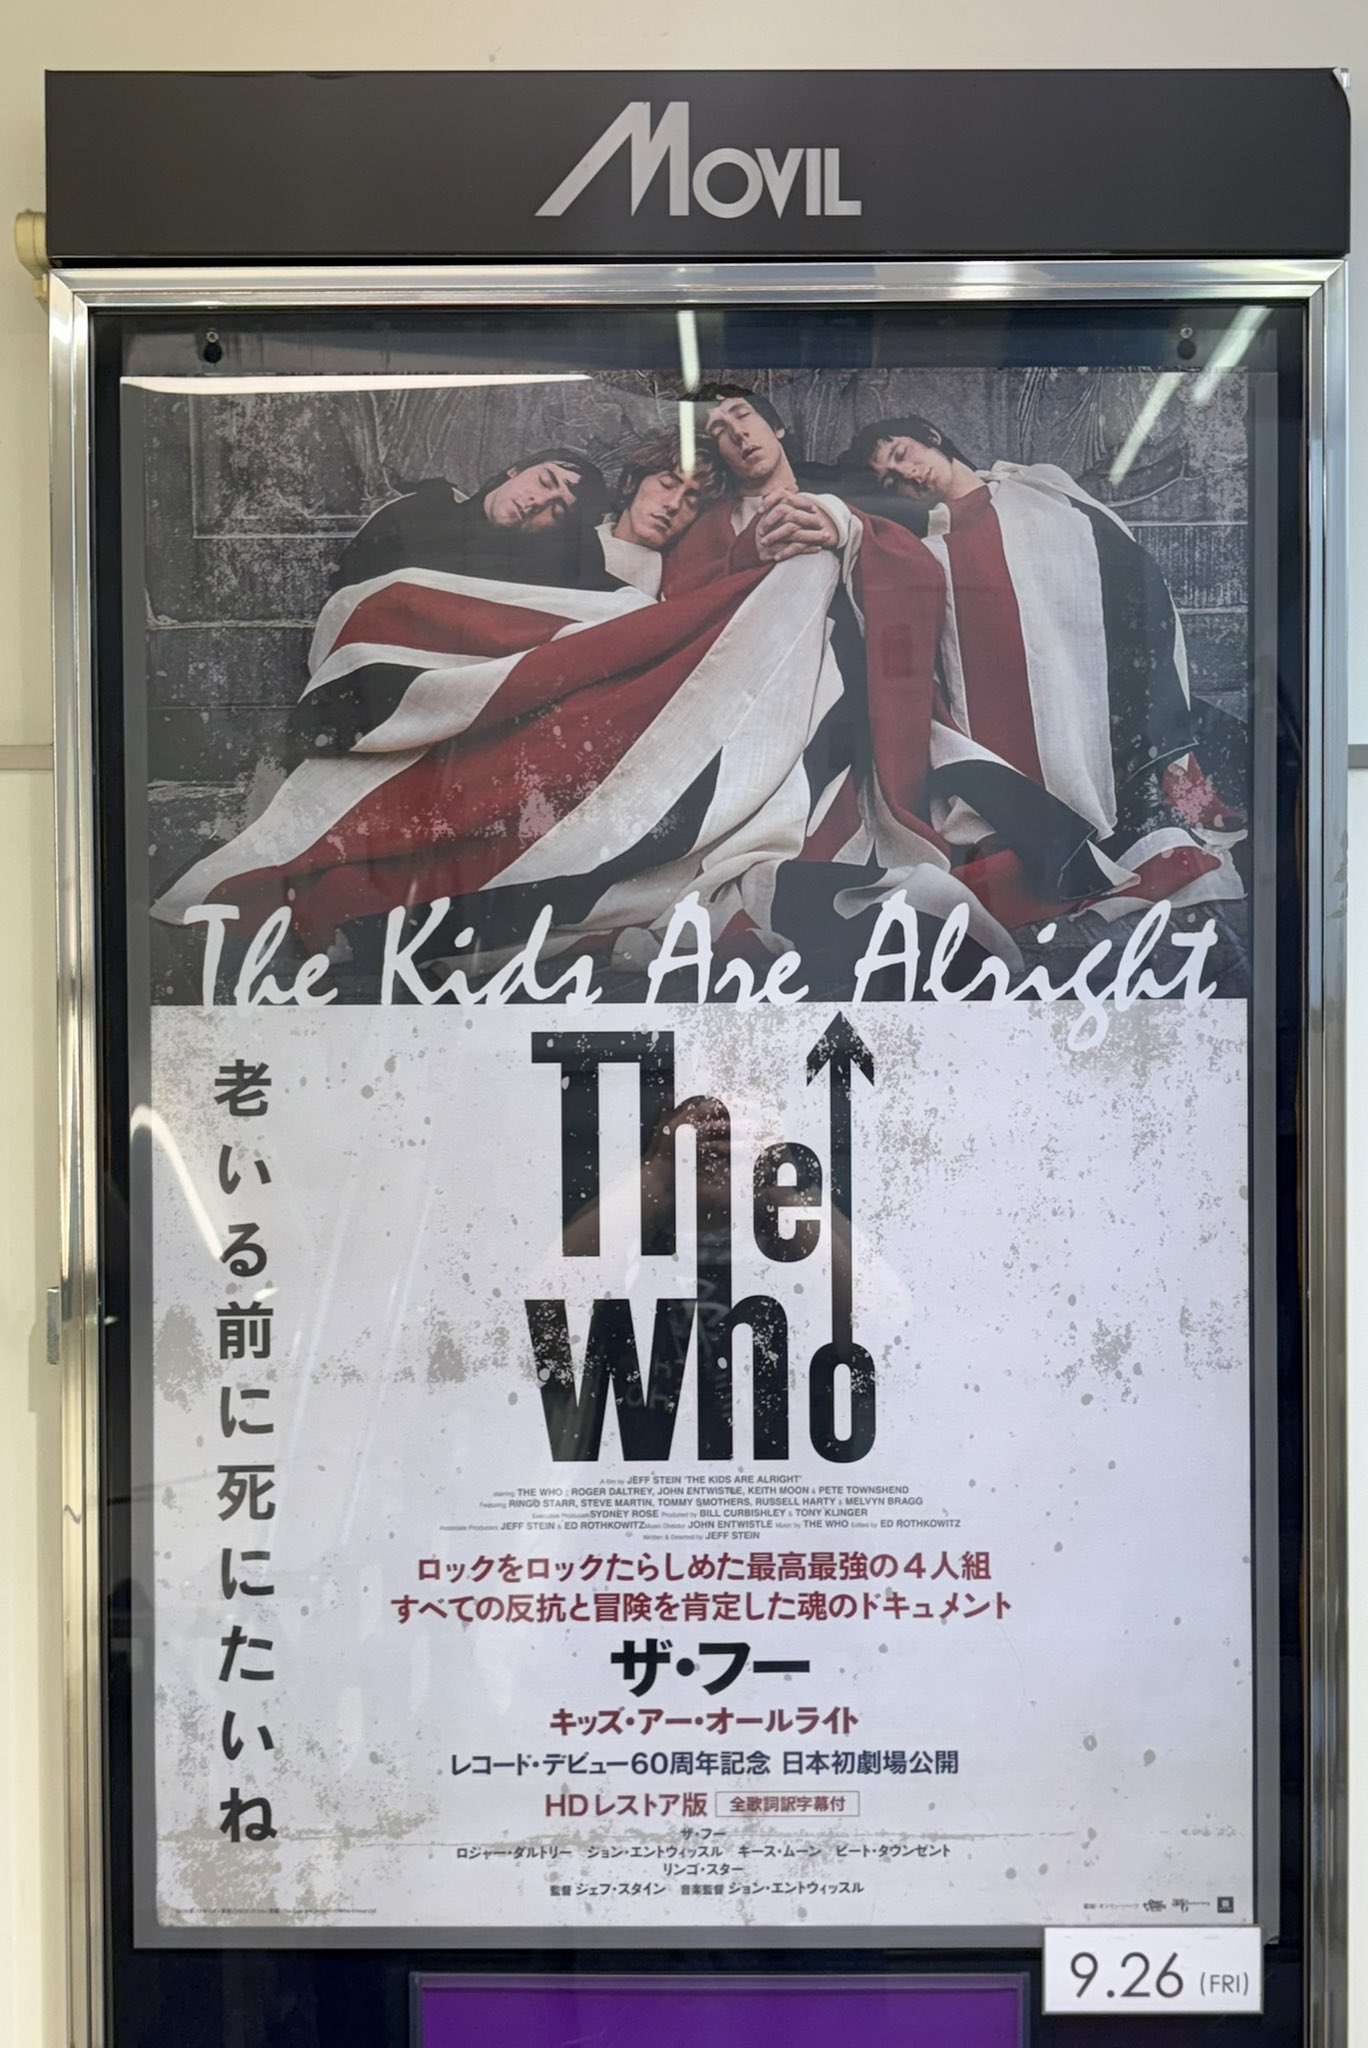 MOVIL
The Kids Are Alright
老いる前に死にたいね
The
Who
A film by JEFF STEIN 'THE KIDS ARE ALRIGHT'
starring THE WHO : ROGER DALTREY, JOHN ENTWISTLE, KEITH MOON & PETE TOWNSHEND
Featuring RINGO STARR, STEVE MARTIN, TOMMY SMOTHERS, RUSSELL HARTY & MELVYN BRAGG
Executive Producer SYDNEY ROSE Produced by BILL CURBISHLEY & TONY KLINGER
Associate Producers JEFF STEIN & ED ROTHKOWITZ Music Director JOHN ENTWISTLE Music by THE WHO Edited by ED ROTHKOWITZ
Written & Directed by JEFF STEIN
ロックをロックたらしめた最高最強の4人組
すべての反抗と冒険を肯定した魂のドキュメント
ザ・フー
キッズ・アー・オールライト
レコード・デビュー60周年記念 日本初劇場公開
HDレストア版 全歌詞訳字幕付
ザ・フー
ロジャー・ダルトリー ジョン・エントウィッスル キース・ムーン ピート・タウンゼント
リンゴ・スター
監督 ジェフ・スタイン 音楽監督 ジョン・エントウィッスル
9.26 (FRI)